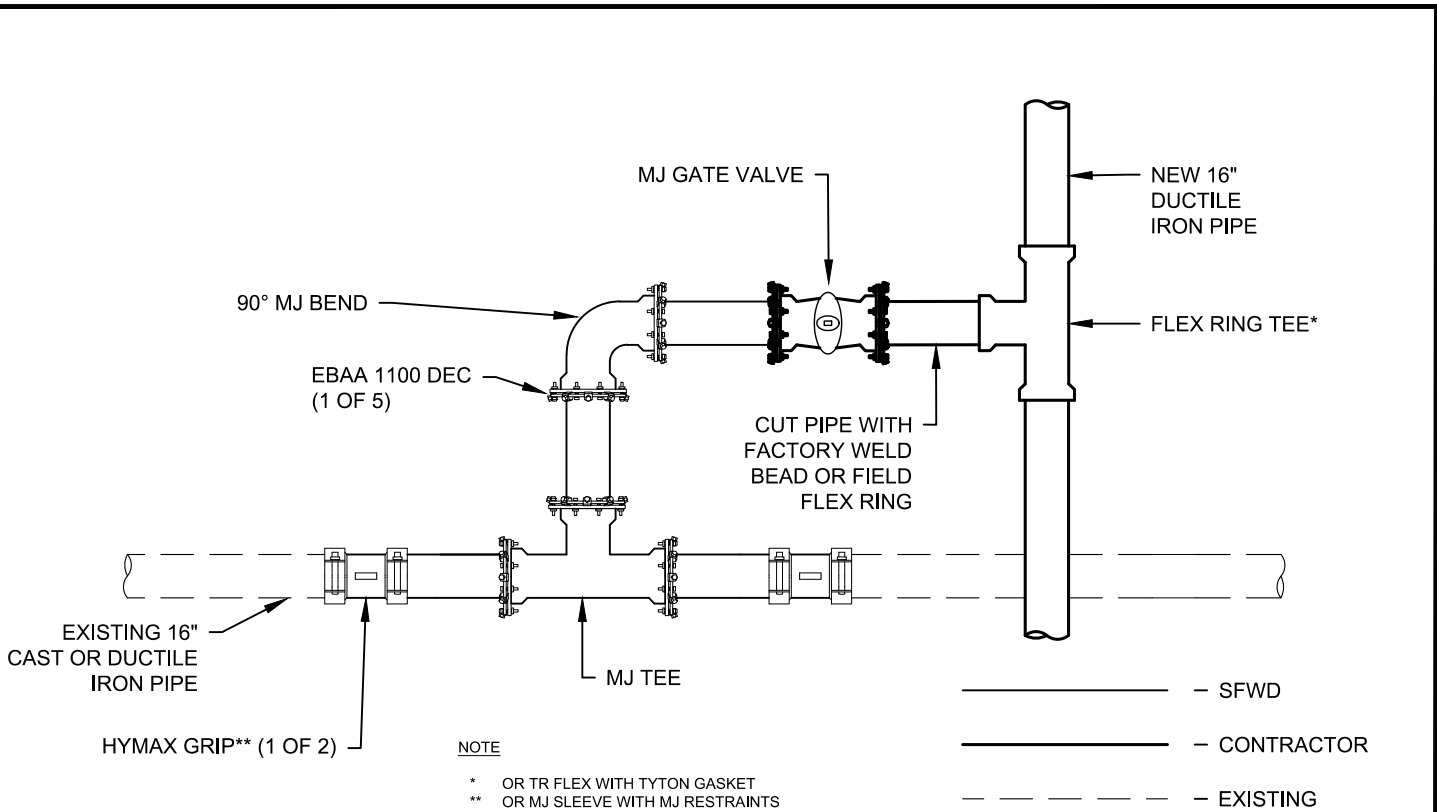 MJ GATE VALVE
NEW 16"
DUCTILE
IRON PIPE
90° MJ BEND
FLEX RING TEE*
EBAA 1100 DEC
(1 OF 5)
CUT PIPE WITH
FACTORY WELD
BEAD OR FIELD
FLEX RING
EXISTING 16"
CAST OR DUCTILE
IRON PIPE
MJ TEE
HYMAX GRIP** (1 OF 2)
NOTE
* OR TR FLEX WITH TYTON GASKET
** OR MJ SLEEVE WITH MJ RESTRAINTS
– SFWD
– CONTRACTOR
– EXISTING